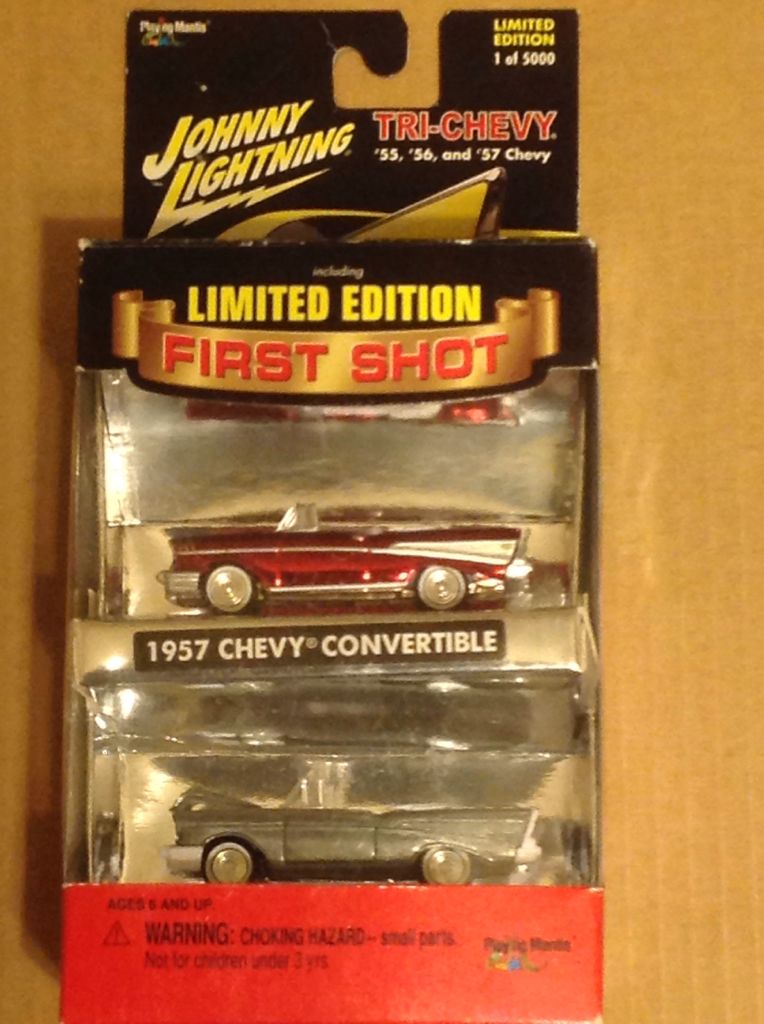 Playing Mantis
LIMITED
EDITION
1 of 5000
JOHNNY
LIGHTNING
TRI-CHEVY
'55, '56, and '57 Chevy
including
LIMITED EDITION
FIRST SHOT
1957 CHEVY® CONVERTIBLE
AGES 6 AND UP.
WARNING: CHOKING HAZARD-- small parts.
Not for children under 3 yrs.
Playing Mantis